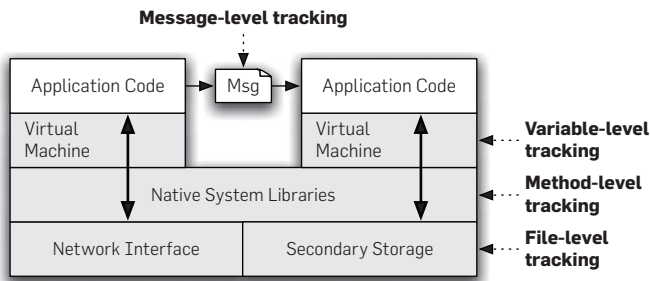 Message-level tracking
Application Code
Msg
Application Code
Virtual
Machine
Virtual
Machine
Variable-level
tracking
Native System Libraries
Method-level
tracking
Network Interface
Secondary Storage
File-level
tracking